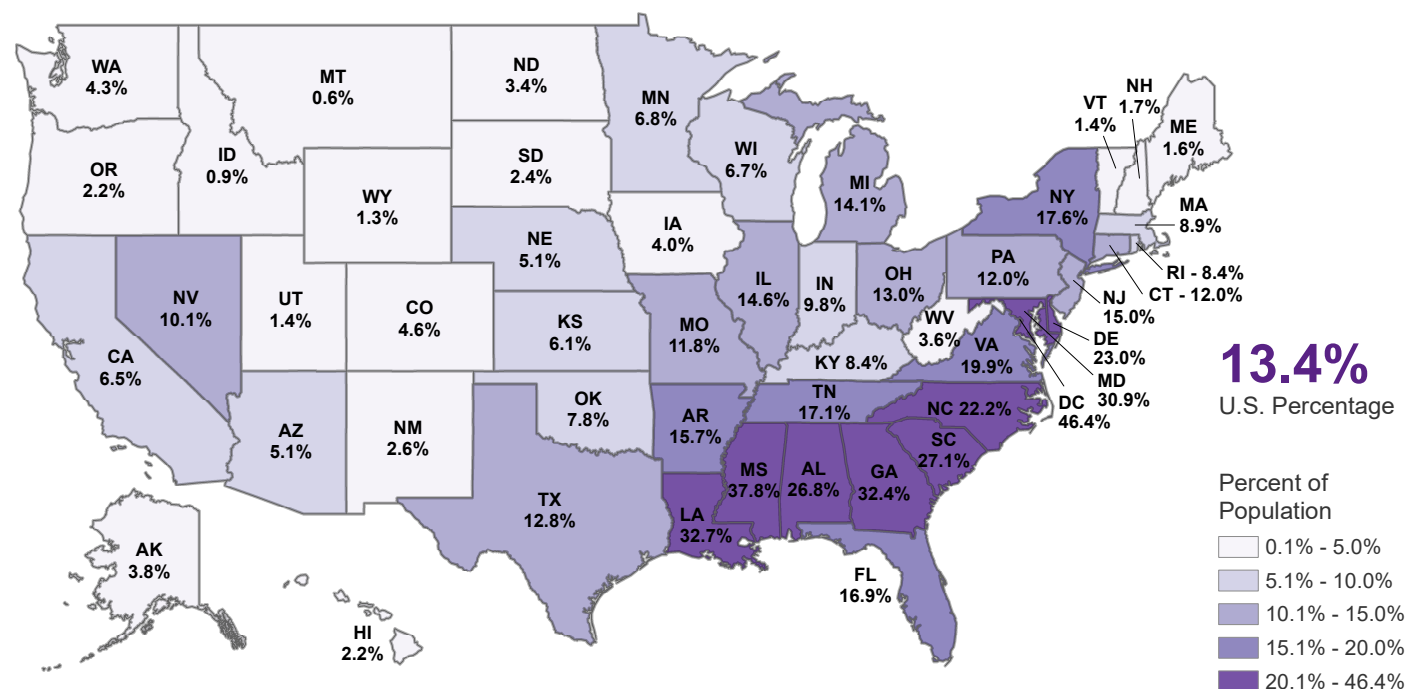 WA
4.3%
MT
0.6%
ND
3.4%
MN
6.8%
VT
1.4%
NH
1.7%
ME
1.6%
OR
2.2%
ID
0.9%
SD
2.4%
WI
6.7%
MI
14.1%
NY
17.6%
MA
8.9%
WY
1.3%
IA
4.0%
NE
5.1%
PA
12.0%
RI - 8.4%
CT - 12.0%
NV
10.1%
UT
1.4%
CO
4.6%
IL
14.6%
IN
9.8%
OH
13.0%
NJ
15.0%
CA
6.5%
KS
6.1%
MO
11.8%
WV
3.6%
VA
19.9%
DE
23.0%
KY 8.4%
MD
30.9%
DC
46.4%
AZ
5.1%
NM
2.6%
OK
7.8%
AR
15.7%
TN
17.1%
NC 22.2%
SC
27.1%
MS
37.8%
AL
26.8%
GA
32.4%
TX
12.8%
LA
32.7%
AK
3.8%
FL
16.9%
HI
2.2%
13.4%
U.S. Percentage
Percent of
Population
0.1% - 5.0%
5.1% - 10.0%
10.1% - 15.0%
15.1% - 20.0%
20.1% - 46.4%